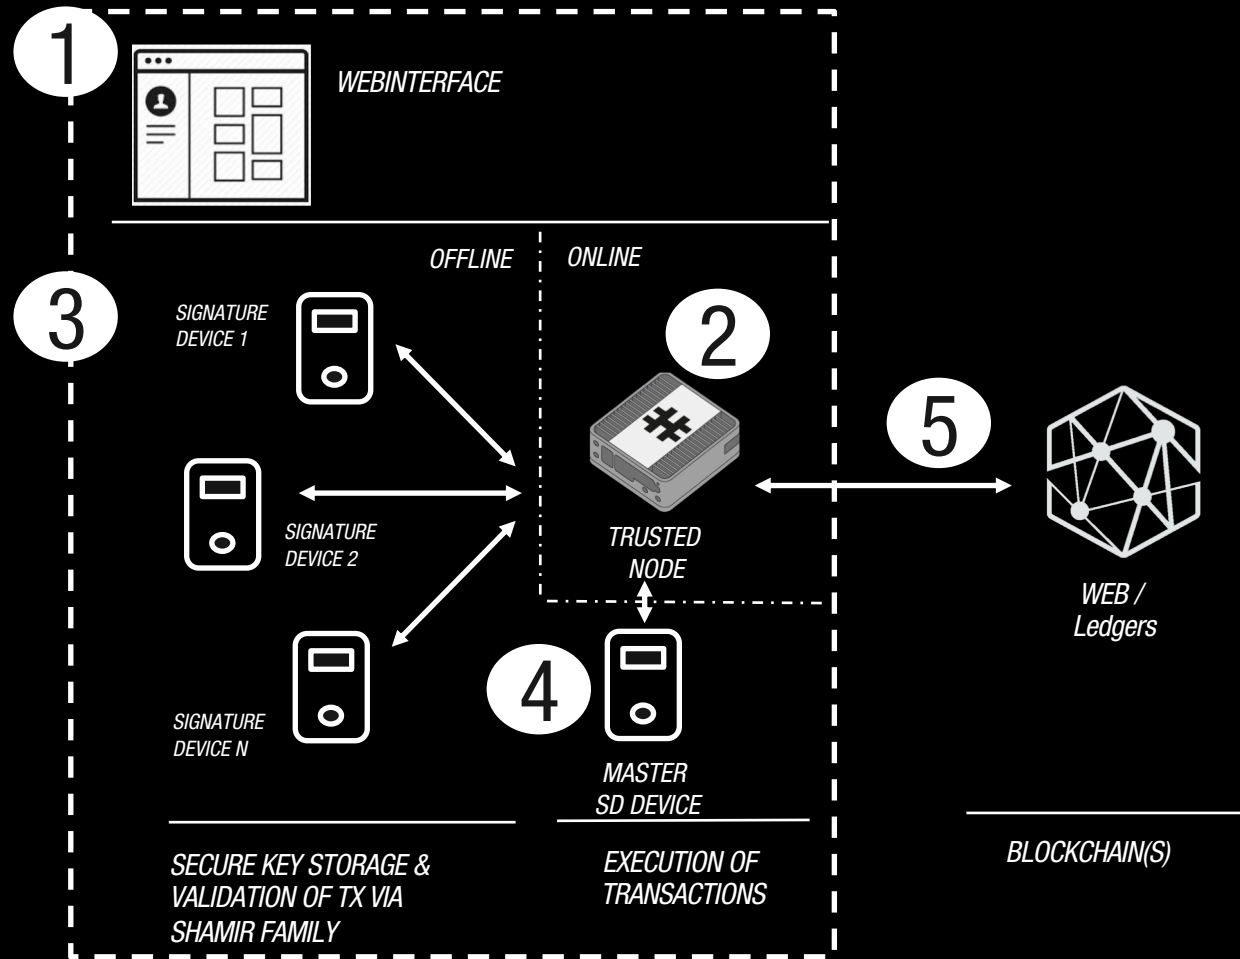 1
WEBINTERFACE
OFFLINE
ONLINE
3
SIGNATURE
DEVICE 1
2
5
SIGNATURE
DEVICE 2
TRUSTED
NODE
WEB /
Ledgers
4
SIGNATURE
DEVICE N
MASTER
SD DEVICE
SECURE KEY STORAGE &
VALIDATION OF TX VIA
SHAMIR FAMILY
EXECUTION OF
TRANSACTIONS
BLOCKCHAIN(S)